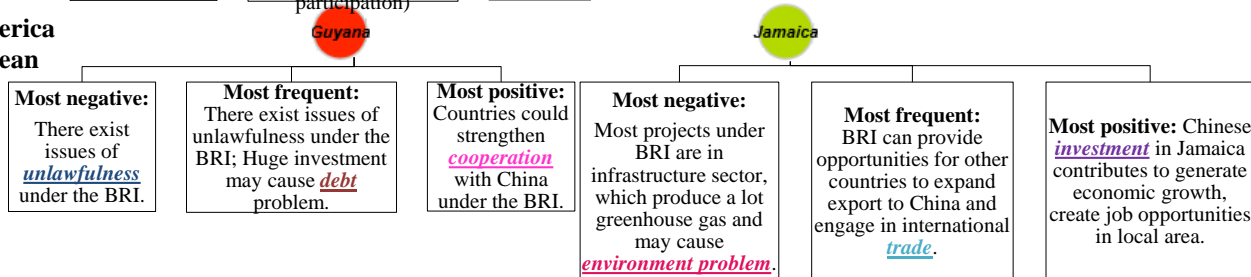 participation)
erica
ean
Guyana
Jamaica
Most negative:
There exist
issues of
unlawfulness
under the BRI.
Most frequent:
There exist issues of
unlawfulness under the
BRI; Huge investment
may cause debt
problem.
Most positive:
Countries could
strengthen
cooperation
with China
under the BRI.
Most negative:
Most projects under
BRI are in
infrastructure sector,
which produce a lot
greenhouse gas and
may cause
environment problem.
Most frequent:
BRI can provide
opportunities for other
countries to expand
export to China and
engage in international
trade.
Most positive: Chinese
investment in Jamaica
contributes to generate
economic growth,
create job opportunities
in local area.